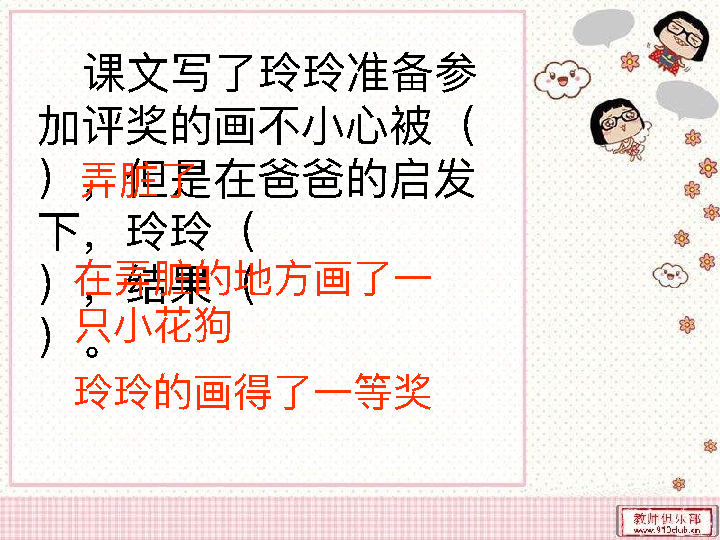 课文写了玲玲准备参
加评奖的画不小心被（
），但是在爸爸的启发
弄脏了
下，玲玲（
），结果（
在弄脏的地方画了一
）。
只小花狗
玲玲的画得了一等奖
教师俱乐部
www.910club.cn